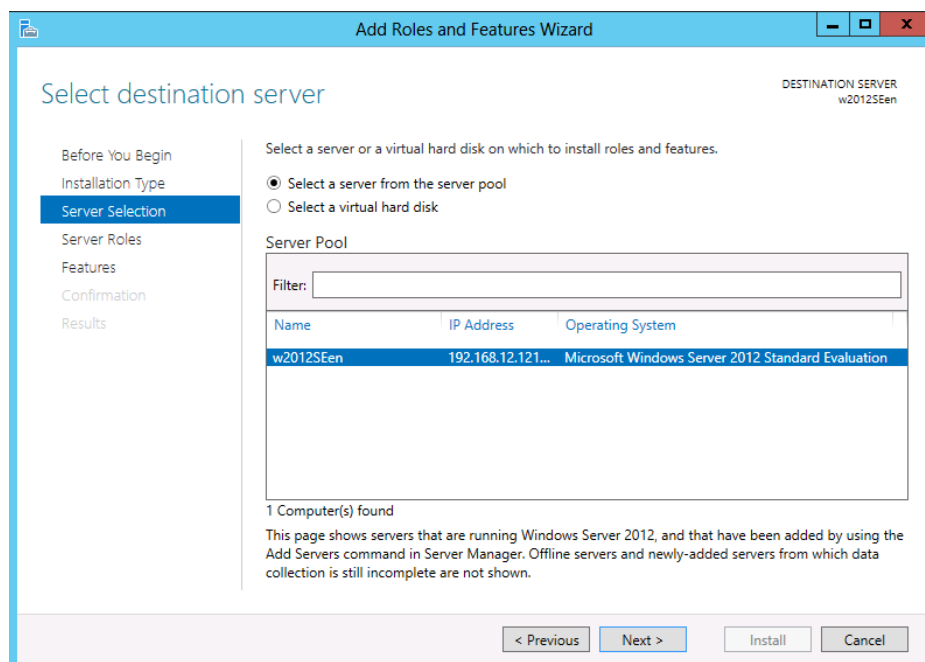 Add Roles and Features Wizard
Select destination server
DESTINATION SERVER
w2012SEen
Before You Begin
Installation Type
Server Selection
Server Roles
Features
Confirmation
Results
Select a server or a virtual hard disk on which to install roles and features.
Select a server from the server pool
Select a virtual hard disk
Server Pool
Filter:
Name IP Address Operating System
w2012SEen 192.168.12.121... Microsoft Windows Server 2012 Standard Evaluation
1 Computer(s) found
This page shows servers that are running Windows Server 2012, and that have been added by using the
Add Servers command in Server Manager. Offline servers and newly-added servers from which data
collection is still incomplete are not shown.
< Previous Next > Install Cancel